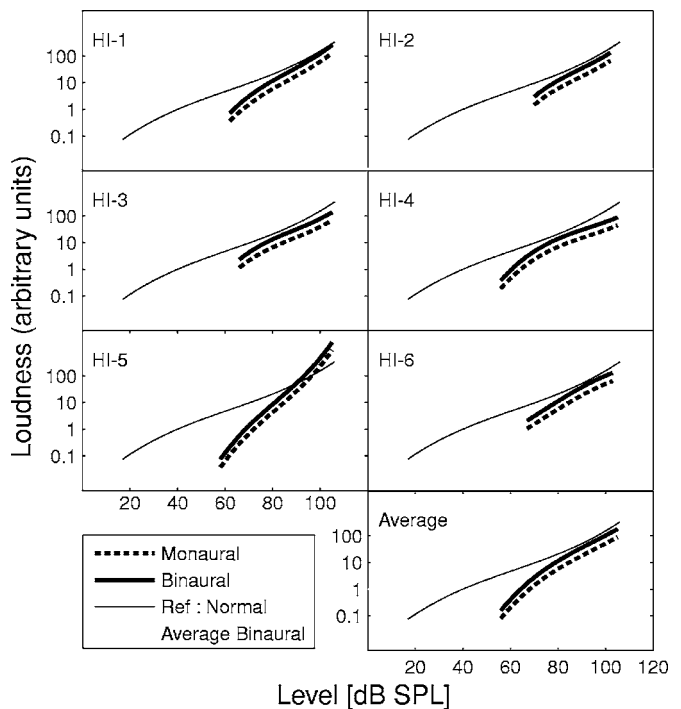 HI-1
HI-2
100
10
1
0.1
HI-3
HI-4
100
10
1
0.1
HI-5
HI-6
100
10
1
0.1
20 40 60 80 100
Average
100
10
1
0.1
20 40 60 80 100 120
Monaural
Binaural
Ref : Normal
Average Binaural
Loudness (arbitrary units)
Level [dB SPL]